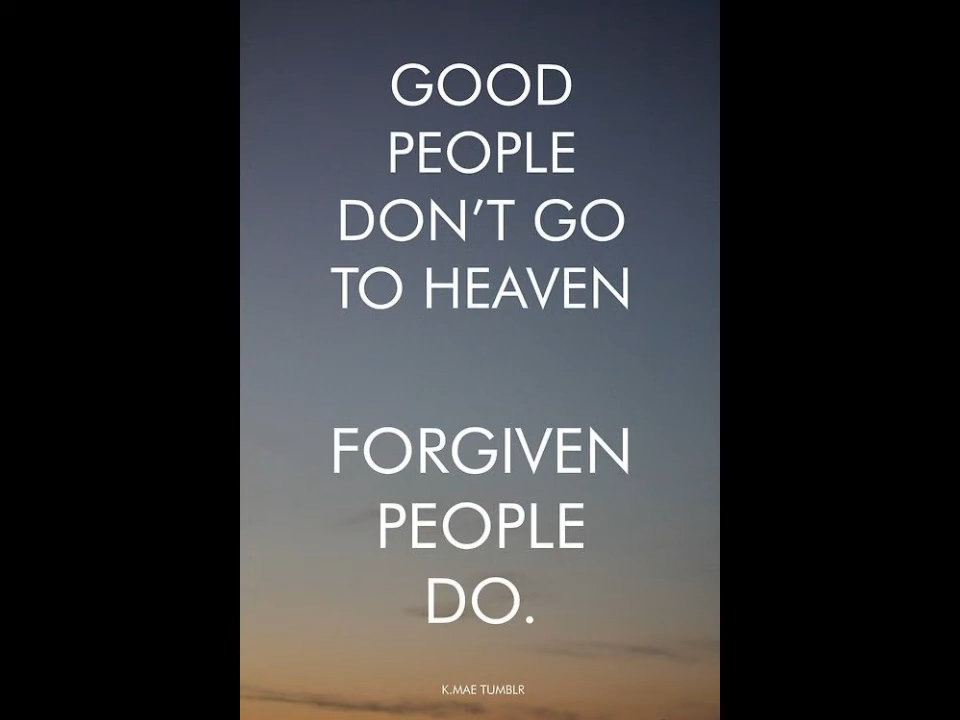 GOOD
PEOPLE
DON’T GO
TO HEAVEN
FORGIVEN
PEOPLE
DO.
K.MAE TUMBLR